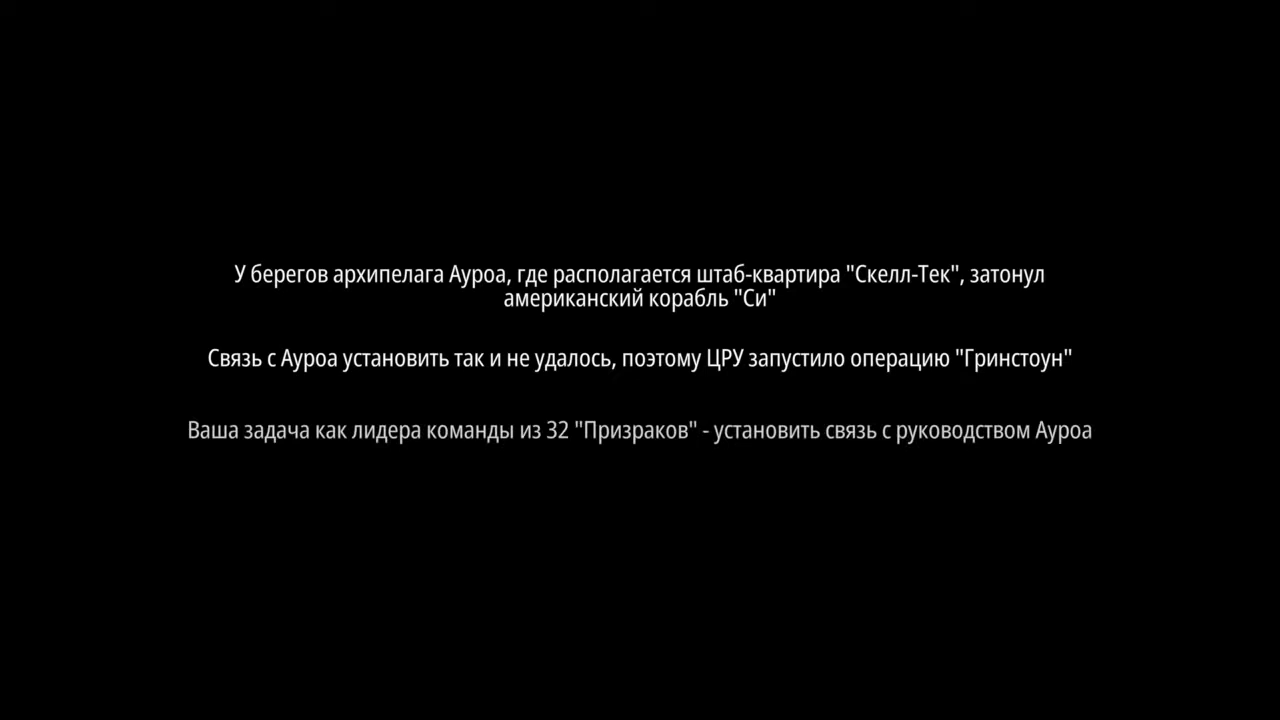 У берегов архипелага Ауроа, где располагается штаб-квартира "Скелл-Тек", затонул
американский корабль "Си"
Связь с Ауроа установить так и не удалось, поэтому ЦРУ запустило операцию "Гринстоун"
Ваша задача как лидера команды из 32 "Призраков" - установить связь с руководством Ауроа